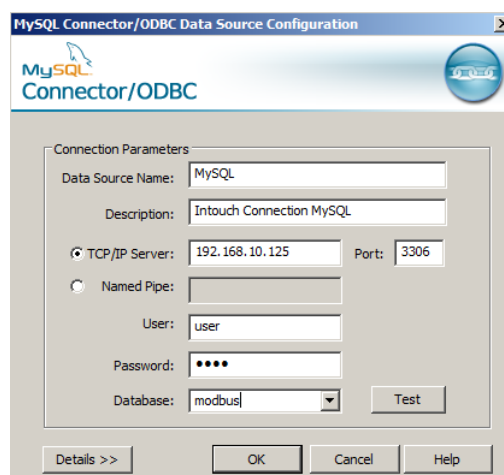 MySQL Connector/ODBC Data Source Configuration
MySQL
Connector/ODBC
Connection Parameters
Data Source Name: MySQL
Description: Intouch Connection MySQL
TCP/IP Server: 192.168.10.125 Port: 3306
Named Pipe:
User: user
Password: ••••
Database: modbus Test
Details >> OK Cancel Help